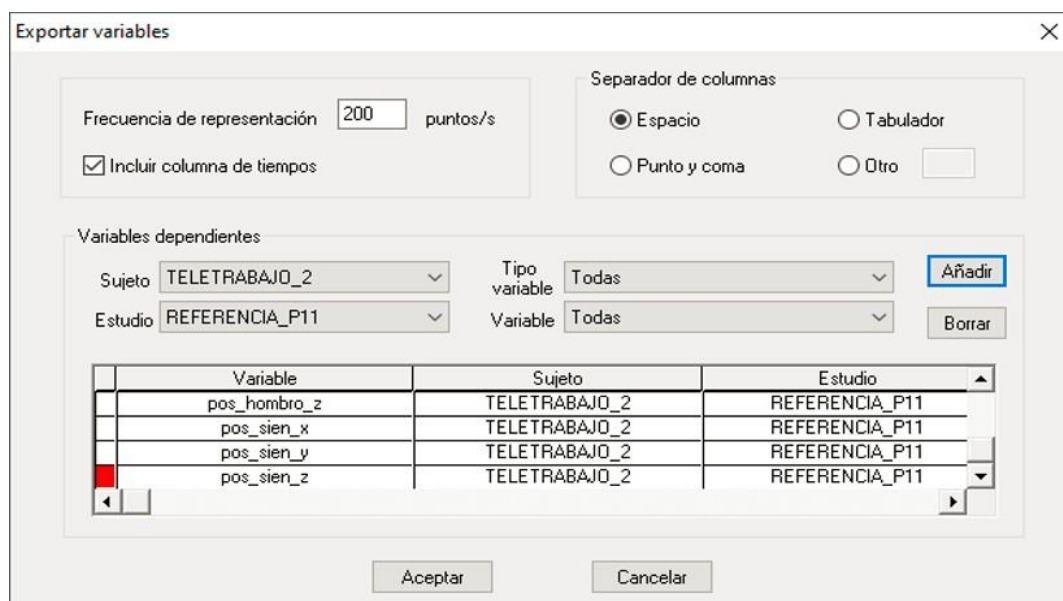 Exportar variables
Frecuencia de representación 200 puntos/s
Incluir columna de tiempos
Separador de columnas
Espacio Tabulador
Punto y coma Otro
Variables dependientes
Sujeto TELETRABAJO_2 Tipo variable Todas Añadir
Estudio REFERENCIA_P11 Variable Todas Borrar
Variable Sujeto Estudio
pos_hombro_z TELETRABAJO_2 REFERENCIA_P11
pos_sien_x TELETRABAJO_2 REFERENCIA_P11
pos_sien_y TELETRABAJO_2 REFERENCIA_P11
pos_sien_z TELETRABAJO_2 REFERENCIA_P11
Aceptar Cancelar